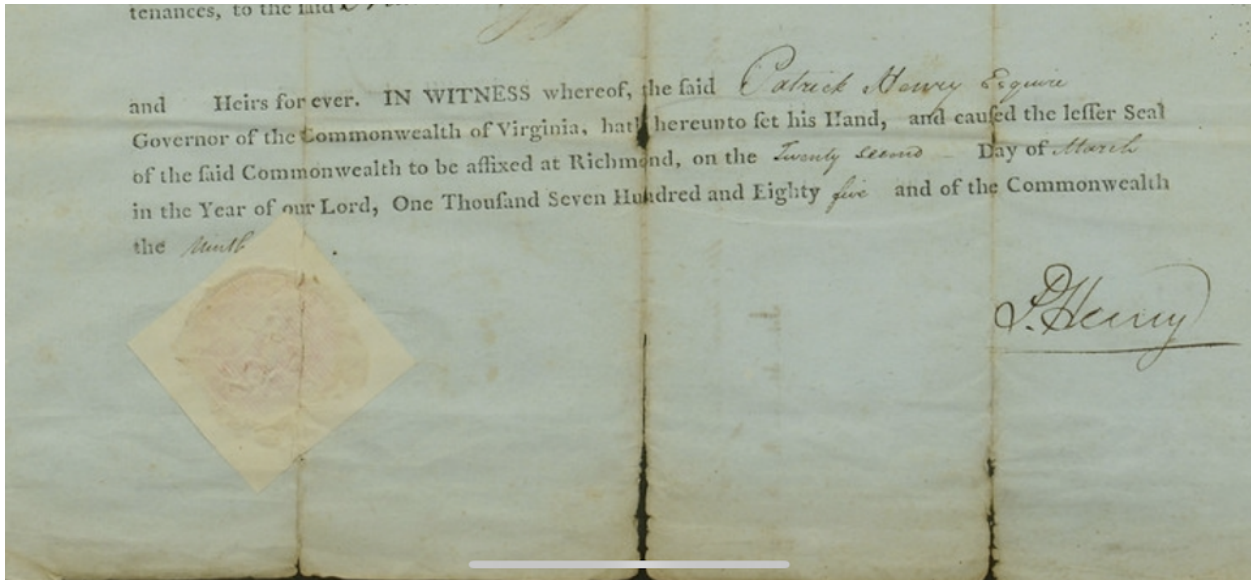 tenances, to the ſaid
and Heirs for ever. IN WITNESS whereof, the ſaid Patrick Henry Esquire
Governor of the Commonwealth of Virginia, hath hereunto ſet his Hand, and cauſed the leſſer Seal
of the ſaid Commonwealth to be affixed at Richmond, on the Twenty second Day of March
in the Year of our Lord, One Thouſand Seven Hundred and Eighty five and of the Commonwealth
the Ninth .
P. Henry